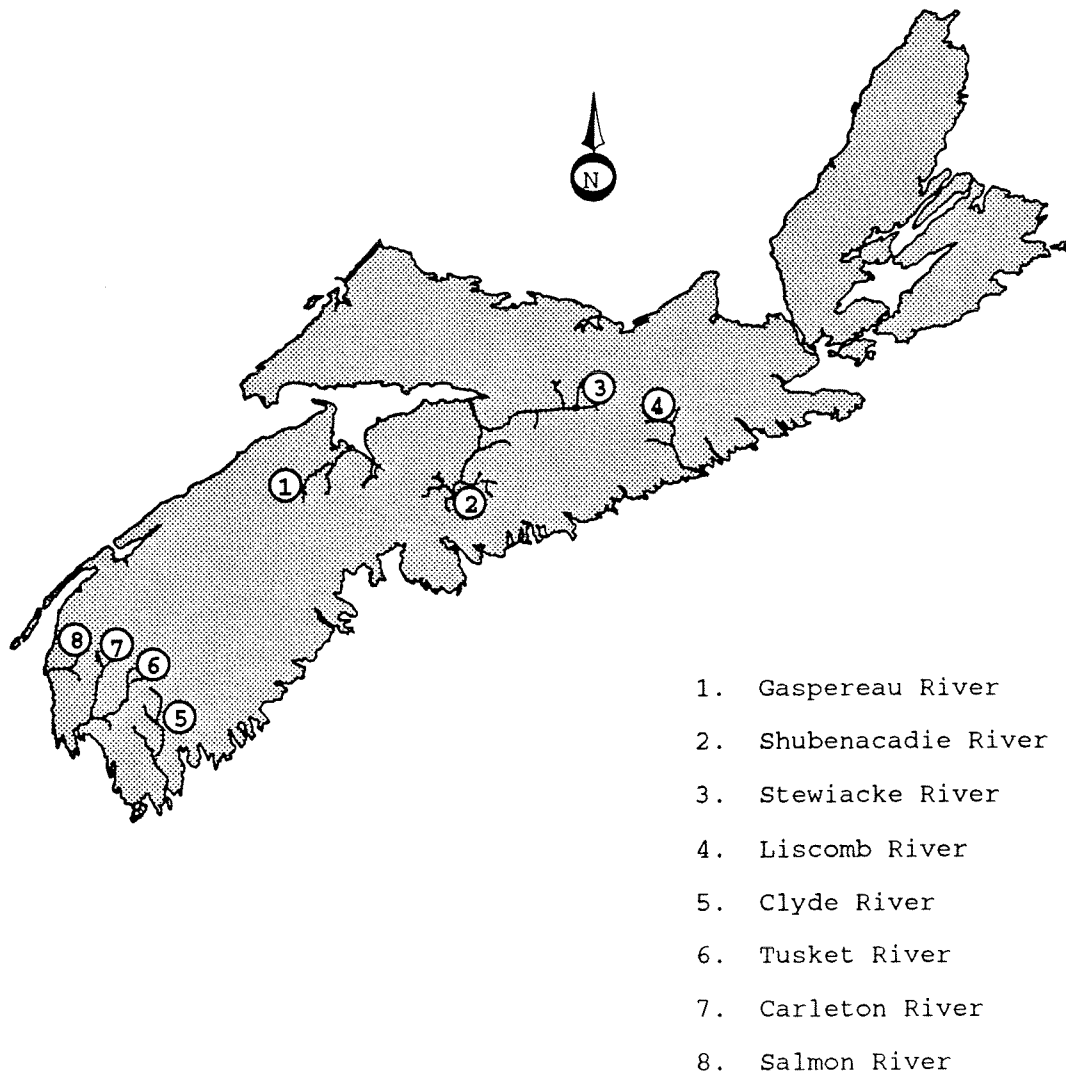 N
3
4
1
2
8
7
6
5
1. Gaspereau River
2. Shubenacadie River
3. Stewiacke River
4. Liscomb River
5. Clyde River
6. Tusket River
7. Carleton River
8. Salmon River